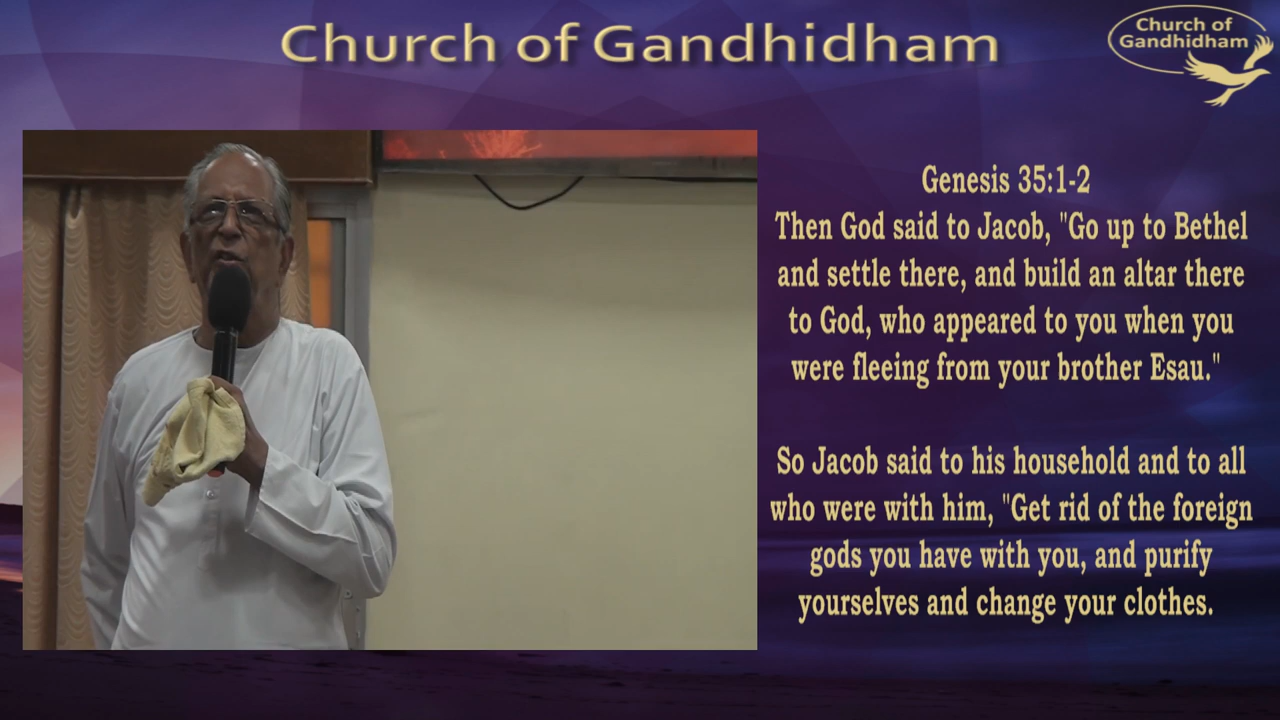 Church of Gandhidham
Church of
Gandhidham
Genesis 35:1-2
Then God said to Jacob, "Go up to Bethel
and settle there, and build an altar there
to God, who appeared to you when you
were fleeing from your brother Esau."
So Jacob said to his household and to all
who were with him, "Get rid of the foreign
gods you have with you, and purify
yourselves and change your clothes.